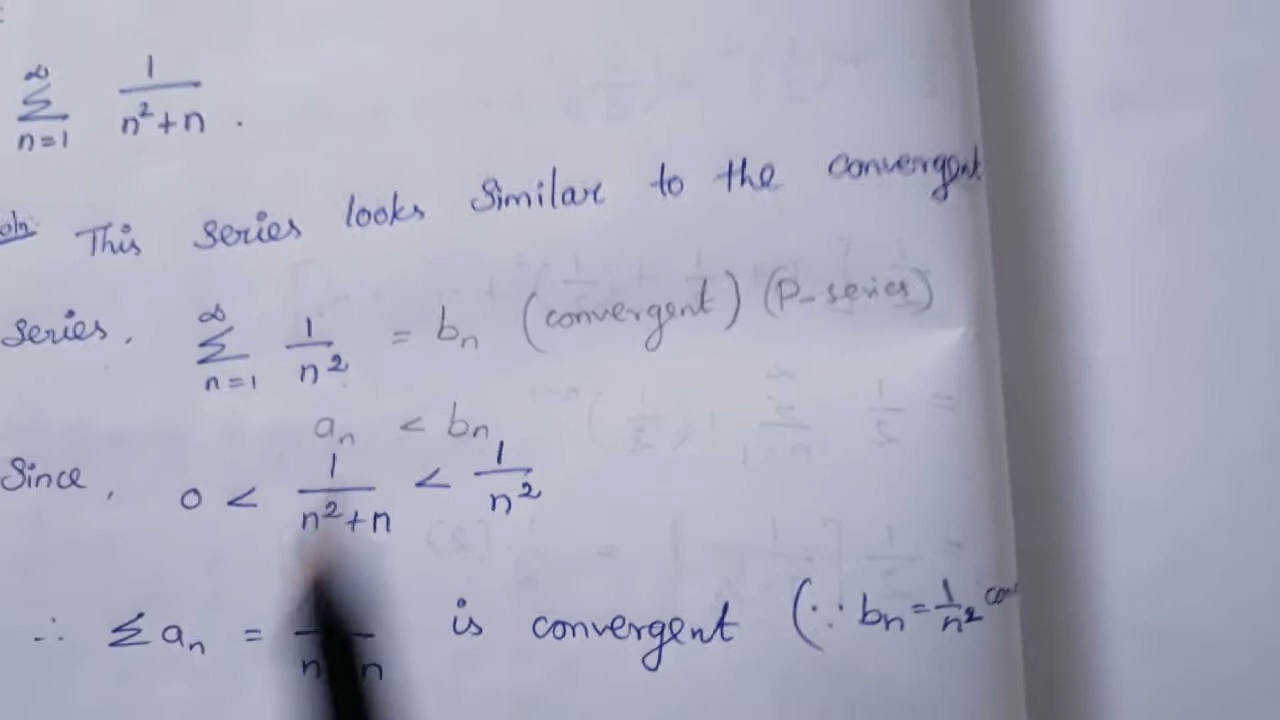 ∞ Σ n=1 1/(n²+n) .
This series looks Similar to the convergent
series, ∞ Σ n=1 1/n² = bn (convergent) (P-series)
an < bn
Since, 0 < 1/(n²+n) < 1/n²
∴ Σ an = is convergent (∵ bn = 1/n²